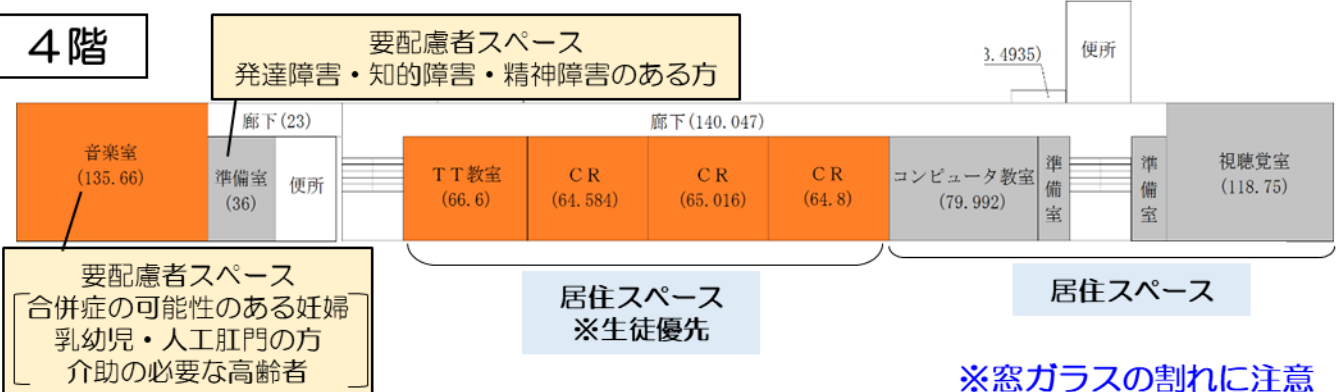 4階
要配慮者スペース
発達障害・知的障害・精神障害のある方
3.4935)
便所
廊下(23)
廊下(140.047)
音楽室
(135.66)
準備室
(36)
便所
TT教室
(66.6)
CR
(64.584)
CR
(65.016)
CR
(64.8)
コンピュータ教室
(79.992)
準備室
準備室
視聴覚室
(118.75)
要配慮者スペース
合併症の可能性のある妊婦
乳幼児・人工肛門の方
介助の必要な高齢者
居住スペース
※生徒優先
居住スペース
※窓ガラスの割れに注意